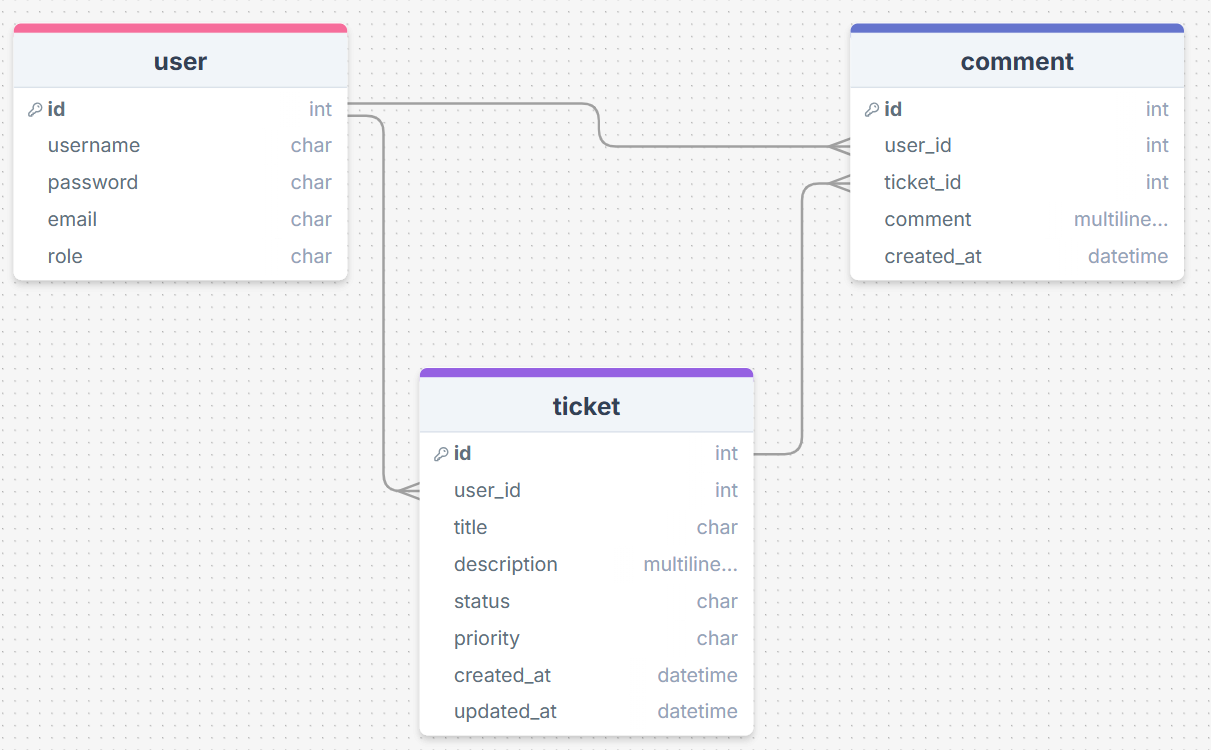 user
id int
username char
password char
email char
role char
comment
id int
user_id int
ticket_id int
comment multiline...
created_at datetime
ticket
id int
user_id int
title char
description multiline...
status char
priority char
created_at datetime
updated_at datetime